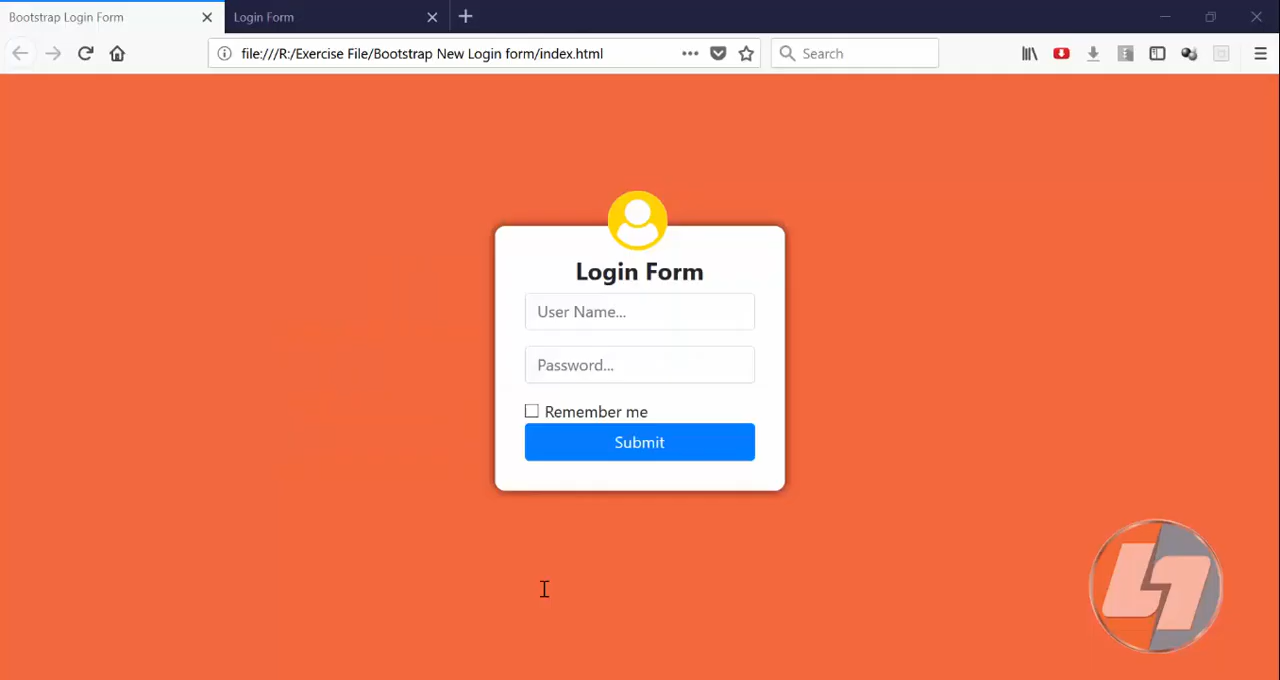 Bootstrap Login Form
Login Form
file:///R:/Exercise File/Bootstrap New Login form/index.html
Search
Login Form
User Name...
Password...
Remember me
Submit